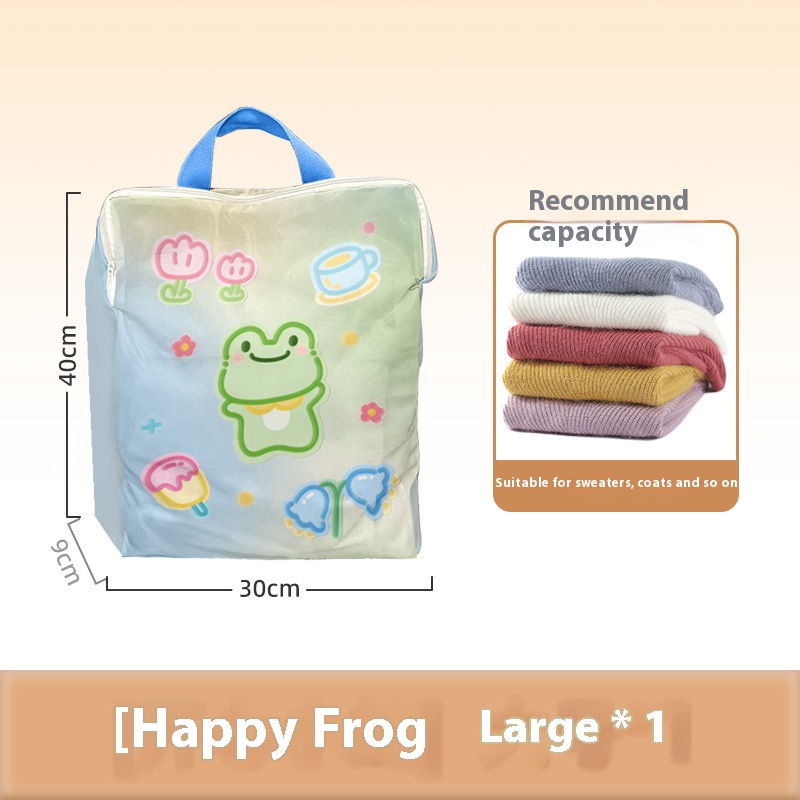 Recommend
capacity
40cm
Suitable for sweaters, coats and so on
9cm
30cm
[Happy Frog
Large * 1